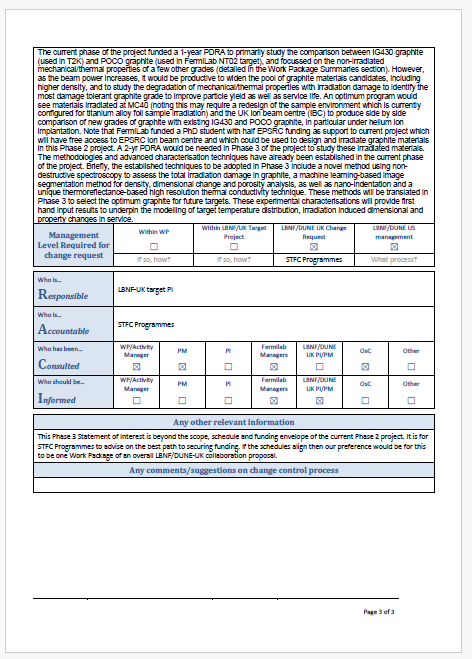 The current phase of the project funded a 1-year PDRA to primarily study the comparison between IG430 graphite
(used in T2K) and POCO graphite (used in FermiLab NT02 target), and focussed on the non-irradiated
mechanical/thermal properties of a few other grades (detailed in the Work Package Summaries section). However,
as the beam power increases, it would be productive to widen the pool of graphite materials candidates, including
higher density, and to study the degradation of mechanical/thermal properties with irradiation damage to identify the
most damage tolerant graphite grade to improve particle yield as well as service life. An optimum program would
see materials irradiated at MC40 (noting this may require a redesign of the sample environment which is currently
configured for titanium alloy foil sample irradiation) and the UK ion beam centre (IBC) to produce side by side
comparison of new grades of graphite with existing IG430 and POCO graphite, in particular under helium ion
implantation. Note that FermiLab funded a PhD student with half EPSRC funding as support to current project which
will have free access to EPSRC ion beam centre and which could be used to design and irradiate graphite materials
in this Phase 2 project. A 2-yr PDRA would be needed in Phase 3 of the project to study these irradiated materials.
The methodologies and advanced characterisation techniques have already been established in the current phase
of the project. Briefly, the established techniques to be adopted in Phase 3 include a novel method using non-
destructive spectroscopy to assess the total irradiation damage in graphite, a machine learning-based image
segmentation method for density, dimensional change and porosity analysis, as well as nano-indentation and a
unique thermoreflectance-based high resolution thermal conductivity technique. These methods will be translated in
Phase 3 to select the optimum graphite for future targets. These experimental characterisations will provide first
hand input results to underpin the modelling of target temperature distribution, irradiation induced dimensional and
property changes in service.
Management Level Required for change request
Within WP
☐
If so, how?
Within LBNF/UK Target Project
☐
If so, how?
LBNF/DUNE UK Change Request
☒
STFC Programmes
LBNF/DUNE US management
☒
What process?
Who is...
Responsible
LBNF-UK target PI
Who is...
Accountable
STFC Programmes
Who has been...
Consulted
WP/Activity Manager ☒
PM ☒
PI ☐
Fermilab Managers ☒
LBNF/DUNE UK PI/PM ☐
OsC ☒
Other ☐
Who should be...
Informed
WP/Activity Manager ☐
PM ☐
PI ☐
Fermilab Managers ☒
LBNF/DUNE UK PI/PM ☒
OsC ☐
Other ☐
Any other relevant information
This Phase 3 Statement of Interest is beyond the scope, schedule and funding envelope of the current Phase 2 project. It is for
STFC Programmes to advise on the best path to securing funding. If the schedules align then our preference would be for this
to be one Work Package of an overall LBNF/DUNE-UK collaboration proposal.
Any comments/suggestions on change control process
Page 3 of 3